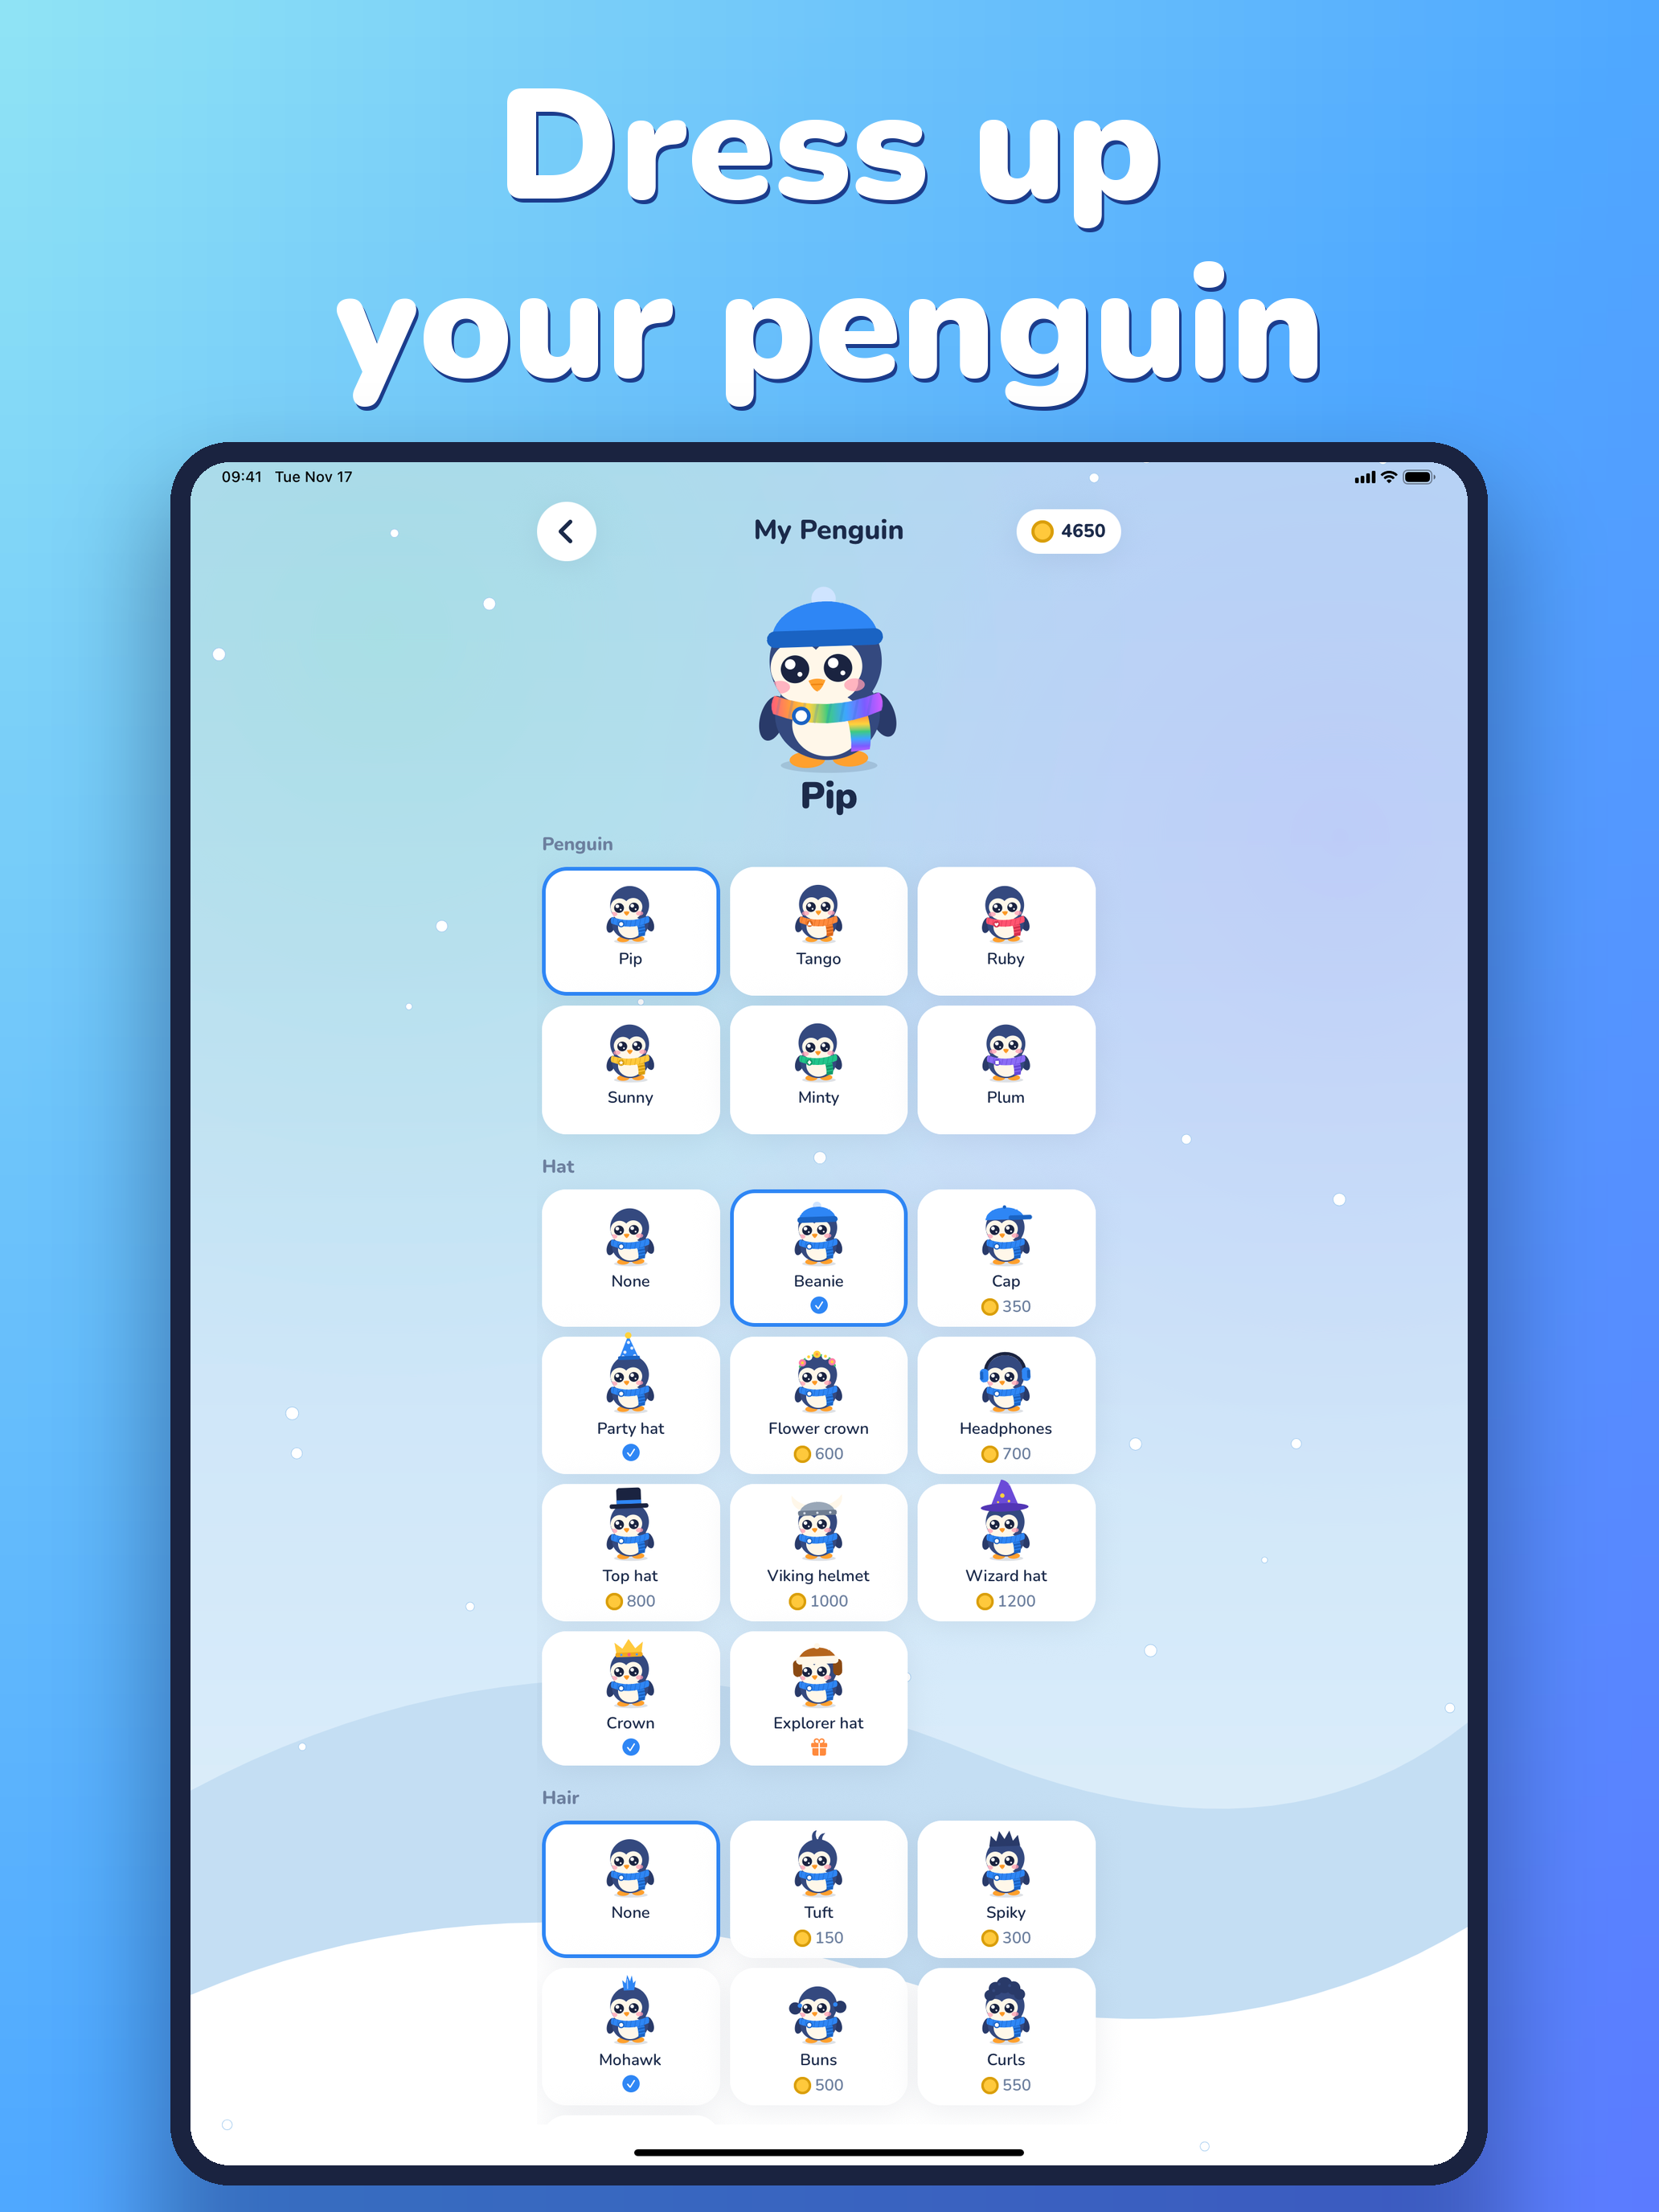 Dress up
your penguin
09:41 Tue Nov 17
My Penguin
4650
Pip
Penguin
Pip Tango Ruby
Sunny Minty Plum
Hat
None Beanie Cap
350
Party hat Flower crown Headphones
600 700
Top hat Viking helmet Wizard hat
800 1000 1200
Crown Explorer hat
Hair
None Tuft Spiky
150 300
Mohawk Buns Curls
500 550